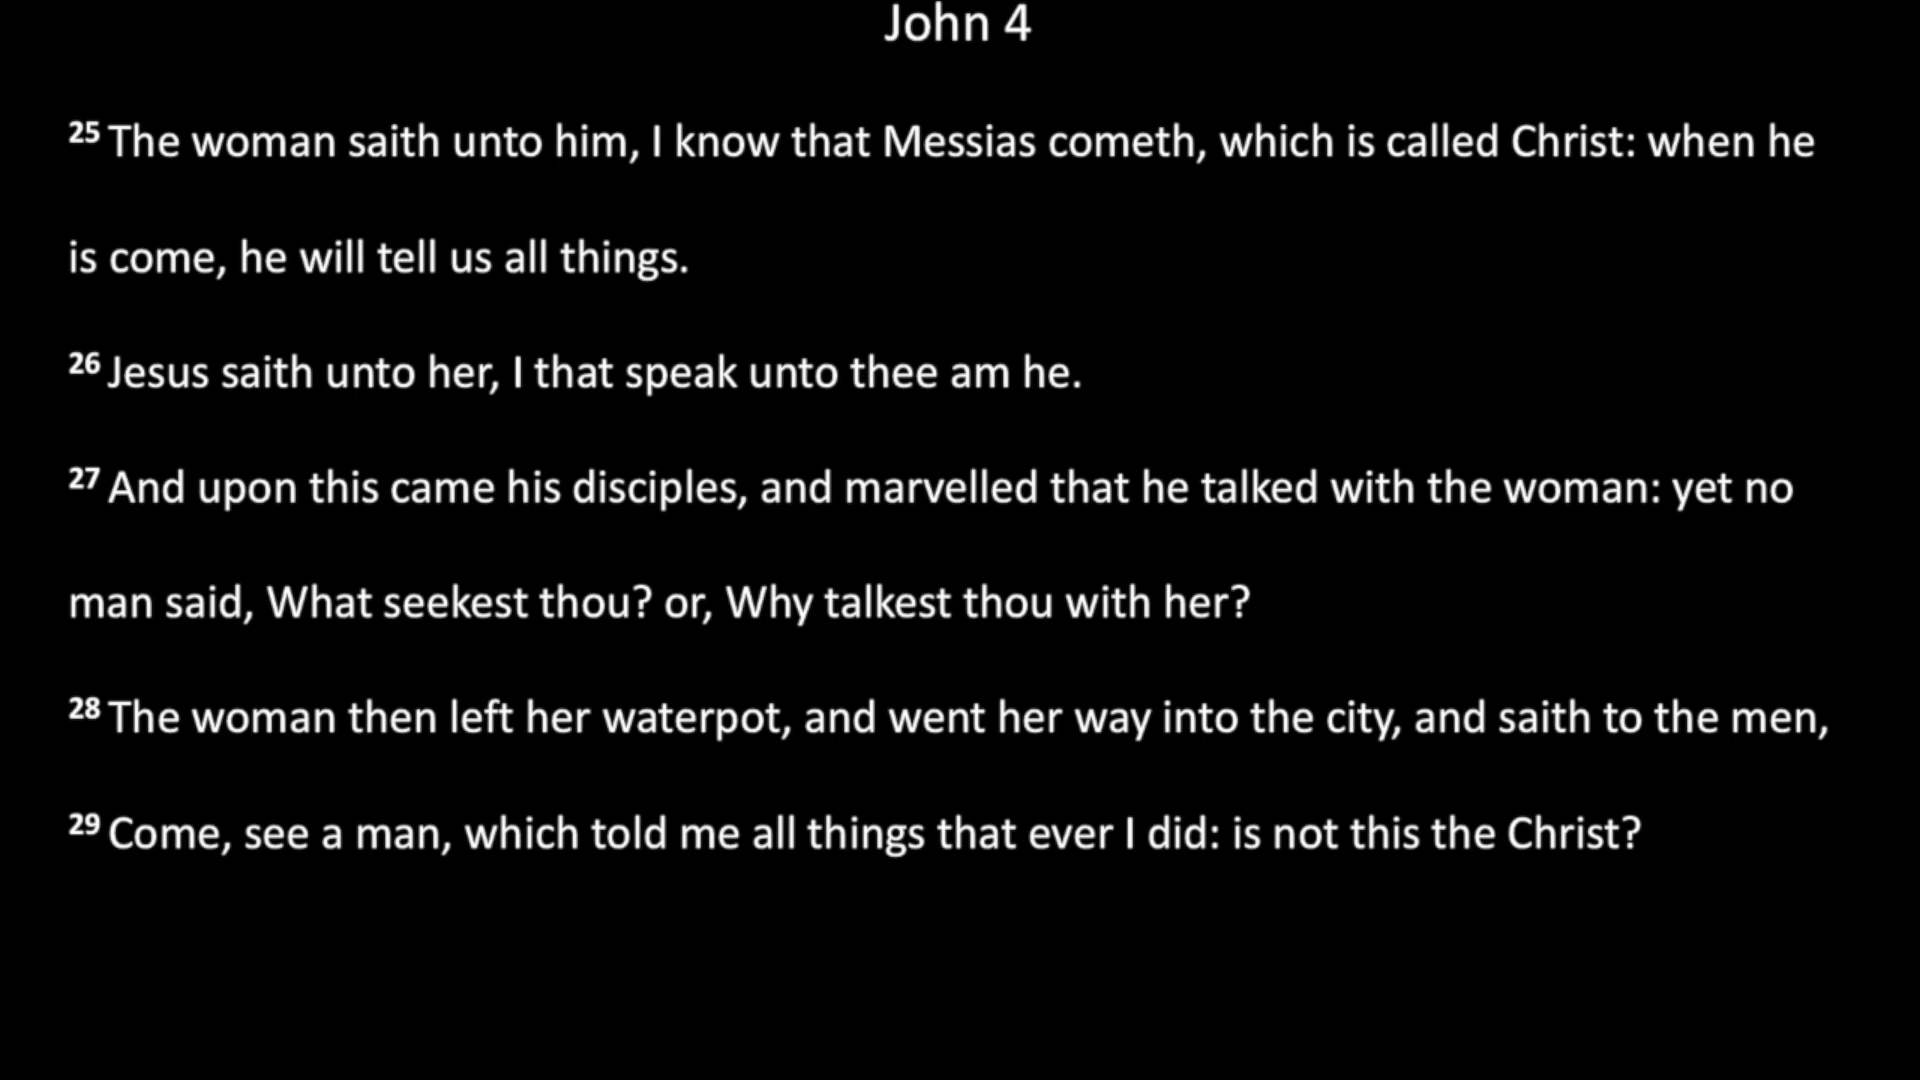 John 4
25 The woman saith unto him, I know that Messias cometh, which is called Christ: when he
is come, he will tell us all things.
26 Jesus saith unto her, I that speak unto thee am he.
27 And upon this came his disciples, and marvelled that he talked with the woman: yet no
man said, What seekest thou? or, Why talkest thou with her?
28 The woman then left her waterpot, and went her way into the city, and saith to the men,
29 Come, see a man, which told me all things that ever I did: is not this the Christ?